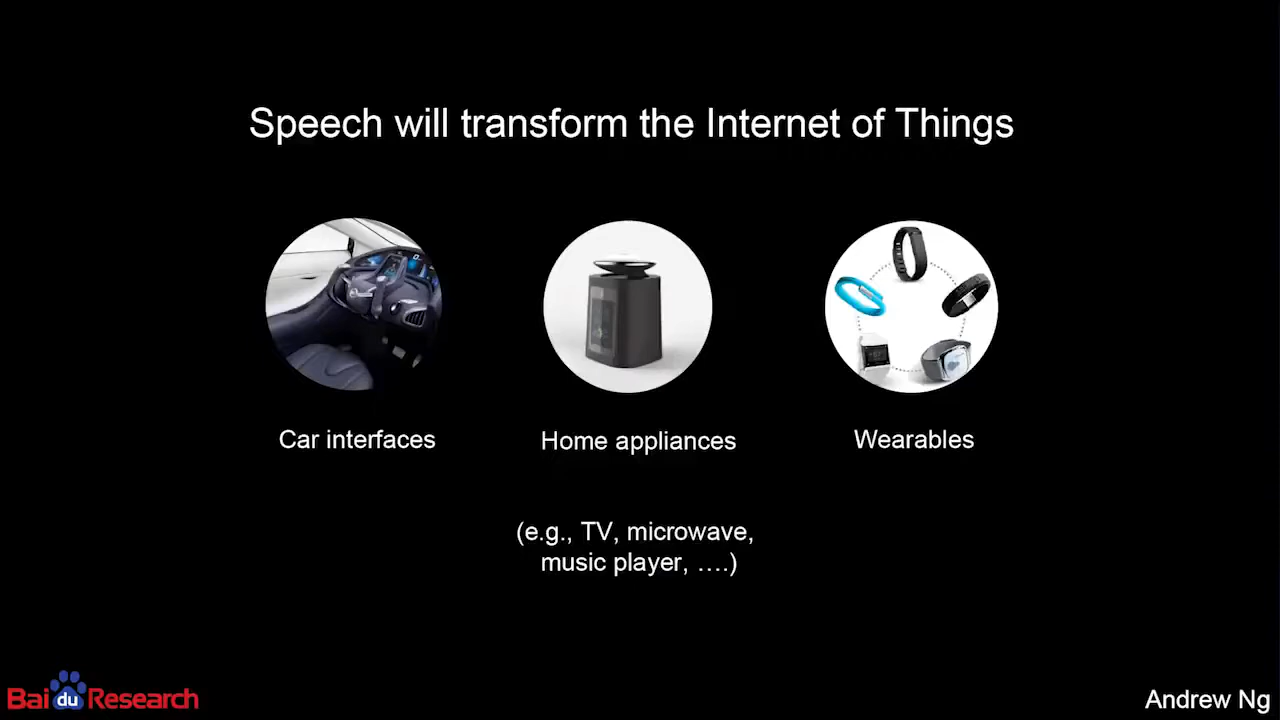 Speech will transform the Internet of Things
Car interfaces
Home appliances
Wearables
(e.g., TV, microwave,
music player, ….)
Baidu Research
Andrew Ng